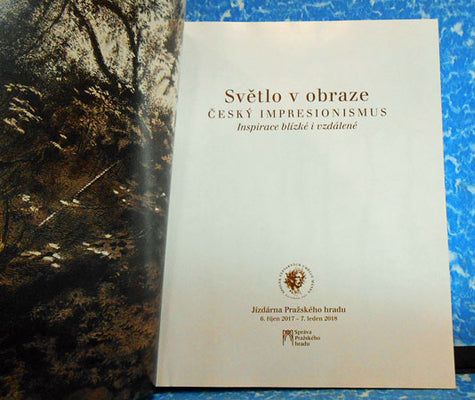 Světlo v obraze
ČESKÝ IMPRESIONISMUS
Inspirace blízké i vzdálené
Jízdárna Pražského hradu
6. říjen 2017 – 7. leden 2018
Správa
Pražského
hradu